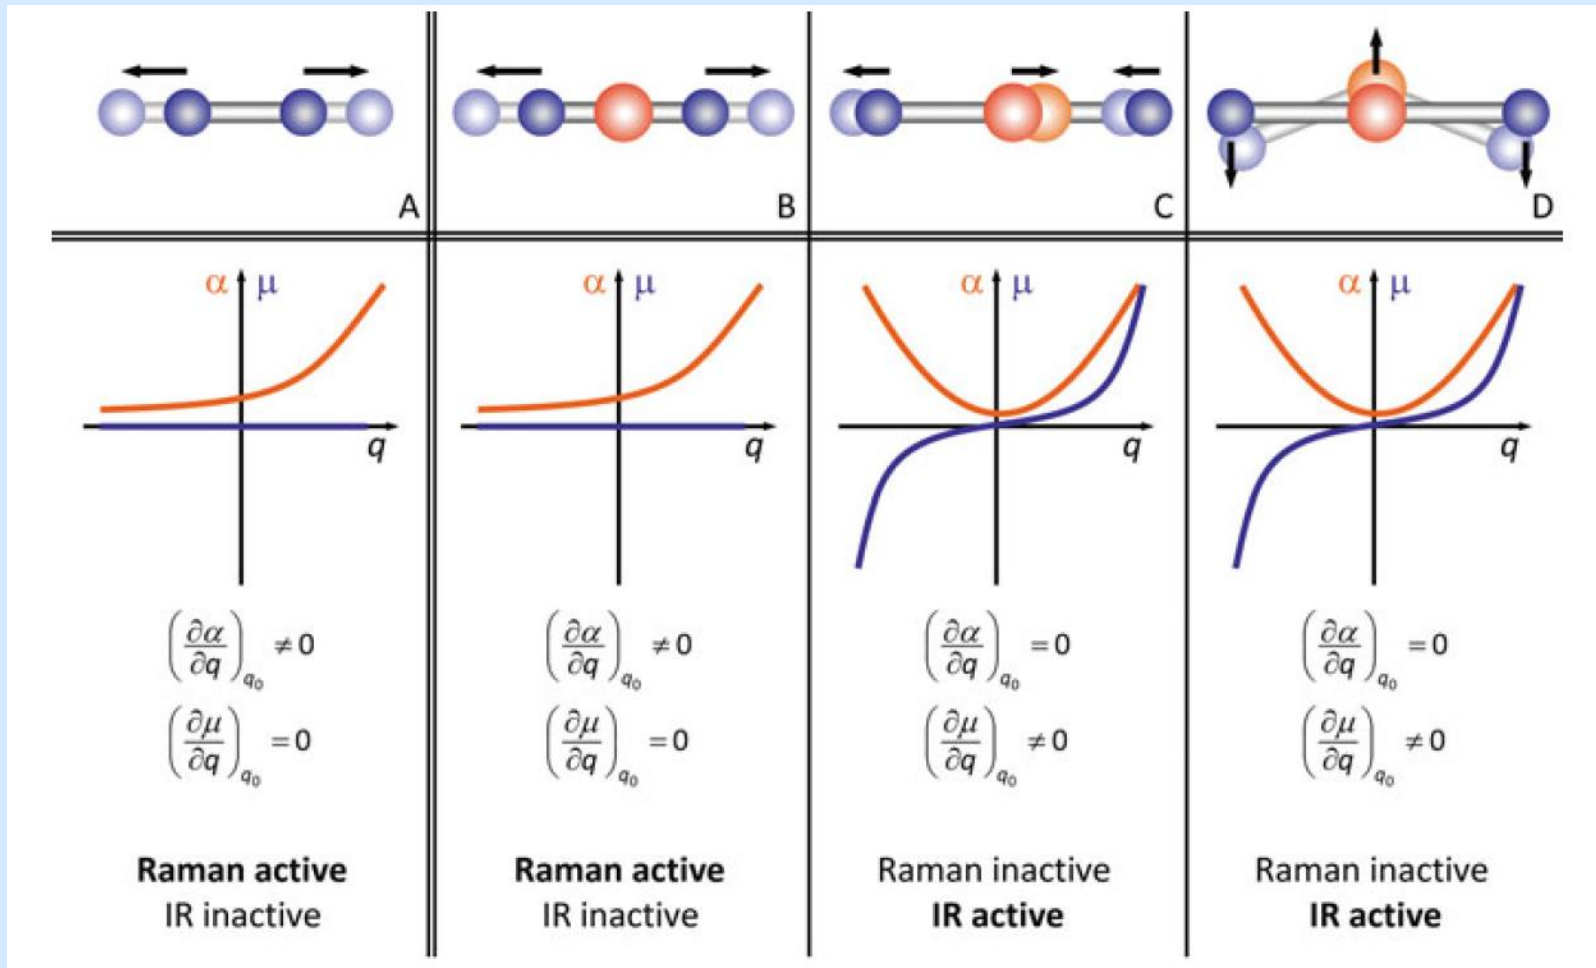 A
B
C
D
α μ
q
α μ
q
α μ
q
α μ
q
(∂α/∂q)q₀ ≠ 0
(∂α/∂q)q₀ ≠ 0
(∂α/∂q)q₀ = 0
(∂α/∂q)q₀ = 0
(∂μ/∂q)q₀ = 0
(∂μ/∂q)q₀ = 0
(∂μ/∂q)q₀ ≠ 0
(∂μ/∂q)q₀ ≠ 0
Raman active
IR inactive
Raman active
IR inactive
Raman inactive
IR active
Raman inactive
IR active